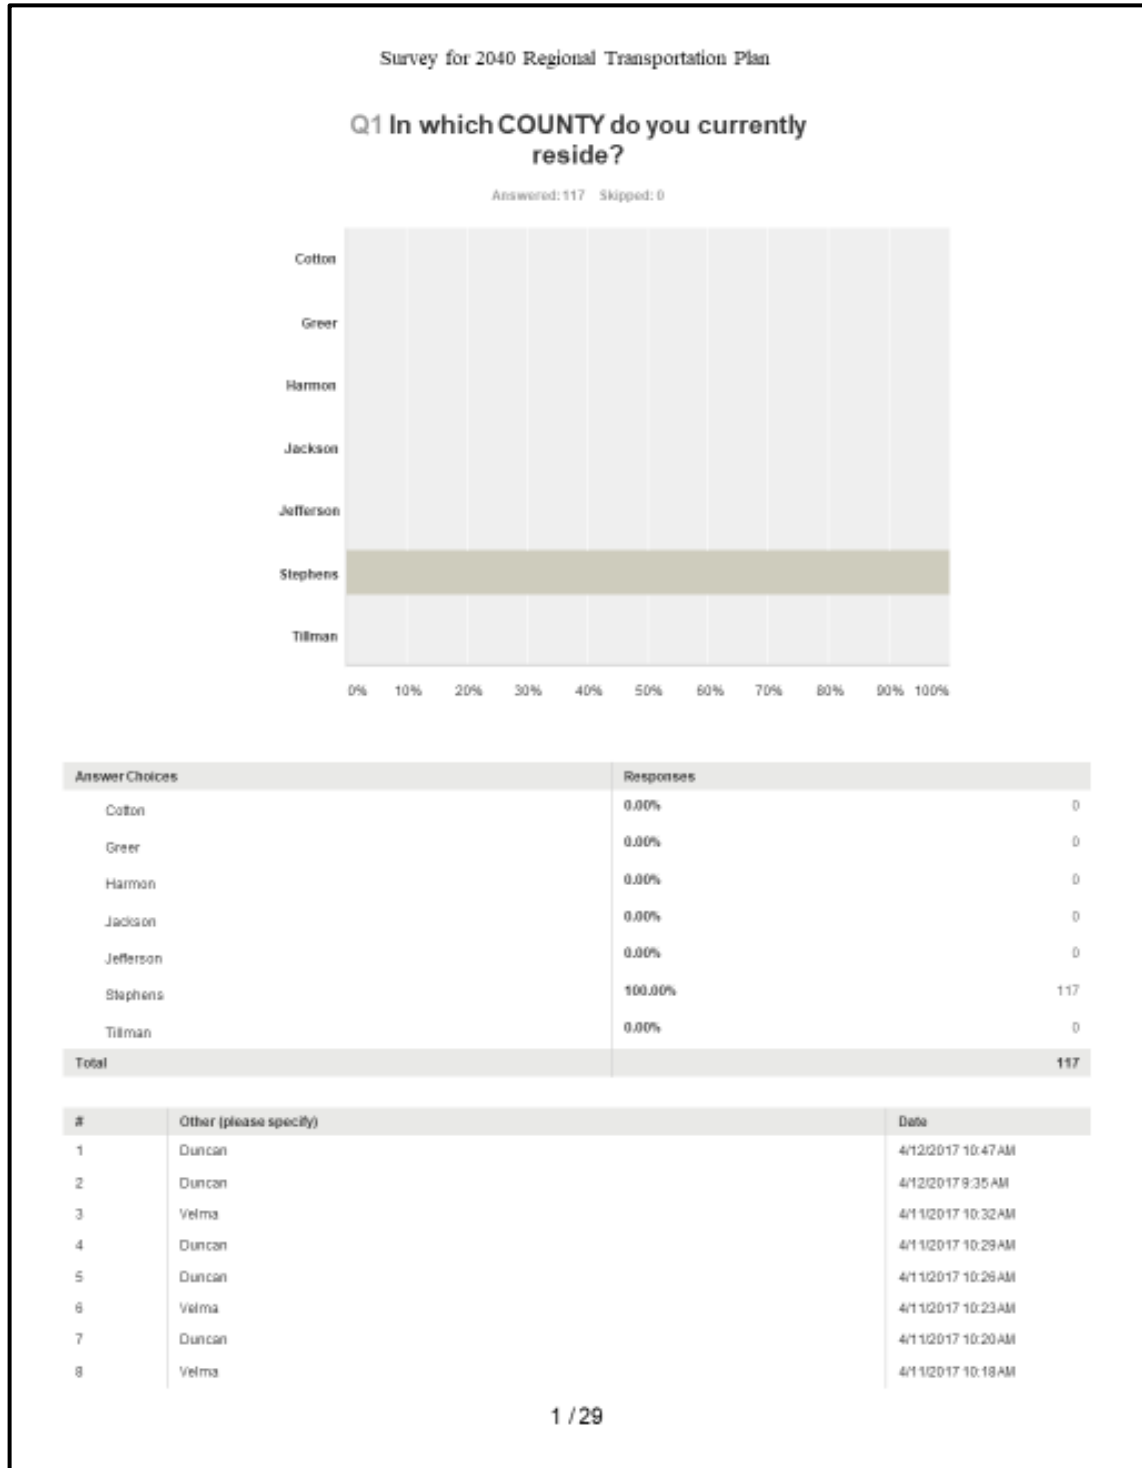 Survey for 2040 Regional Transportation Plan
Q1 In which COUNTY do you currently
reside?
Answered: 117 Skipped: 0
Cotton
Greer
Harmon
Jackson
Jefferson
Stephens
Tillman
0% 10% 20% 30% 40% 50% 60% 70% 80% 90% 100%
Answer Choices Responses
Cotton 0.00% 0
Greer 0.00% 0
Harmon 0.00% 0
Jackson 0.00% 0
Jefferson 0.00% 0
Stephens 100.00% 117
Tillman 0.00% 0
Total 117
# Other (please specify) Date
1 Duncan 4/12/2017 10:47 AM
2 Duncan 4/12/2017 9:35 AM
3 Velma 4/11/2017 10:32 AM
4 Duncan 4/11/2017 10:29 AM
5 Duncan 4/11/2017 10:26 AM
6 Velma 4/11/2017 10:23 AM
7 Duncan 4/11/2017 10:20 AM
8 Velma 4/11/2017 10:18 AM
1 / 29